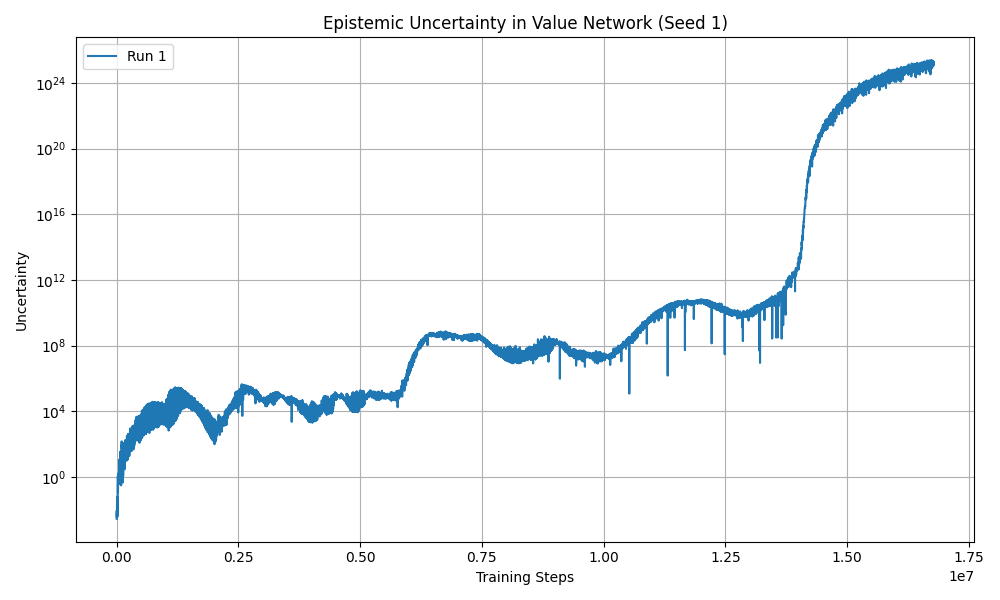 Epistemic Uncertainty in Value Network (Seed 1)
Run 1
Uncertainty
10^24
10^20
10^16
10^12
10^8
10^4
10^0
0.00 0.25 0.50 0.75 1.00 1.25 1.50 1.75
1e7
Training Steps